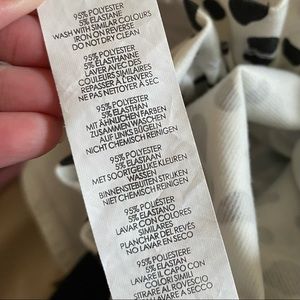 95% POLYESTER
5% ELASTANE
WASH WITH SIMILAR COLOURS
IRON ON REVERSE
DO NOT DRY CLEAN
95% POLYESTER
5% ELASTHANNE
LAVER AVEC DES
COULEURS SIMILAIRES
REPASSER À L'ENVERS
NE PAS NETTOYER À SEC
95% POLYESTER
5% ELASTHAN
MIT ÄHNLICHEN FARBEN
ZUSAMMEN WASCHEN
AUF LINKS BÜGELN
NICHT CHEMISCH REINIGEN
95% POLYESTER
5% ELASTAAN
MET SOORTGELIJKE KLEUREN
WASSEN
BINNENSTEBUITEN STRIJKEN
NIET CHEMISCH REINIGEN
95% POLIÉSTER
5% ELASTANO
LAVAR CON COLORES
SIMILARES
PLANCHAR DEL REVÉS
NO LAVAR EN SECO
95% POLIESTERE
5% ELASTAN
LAVARE IL CAPO CON
COLORI SIMILI
STIRARE AL ROVESCIO